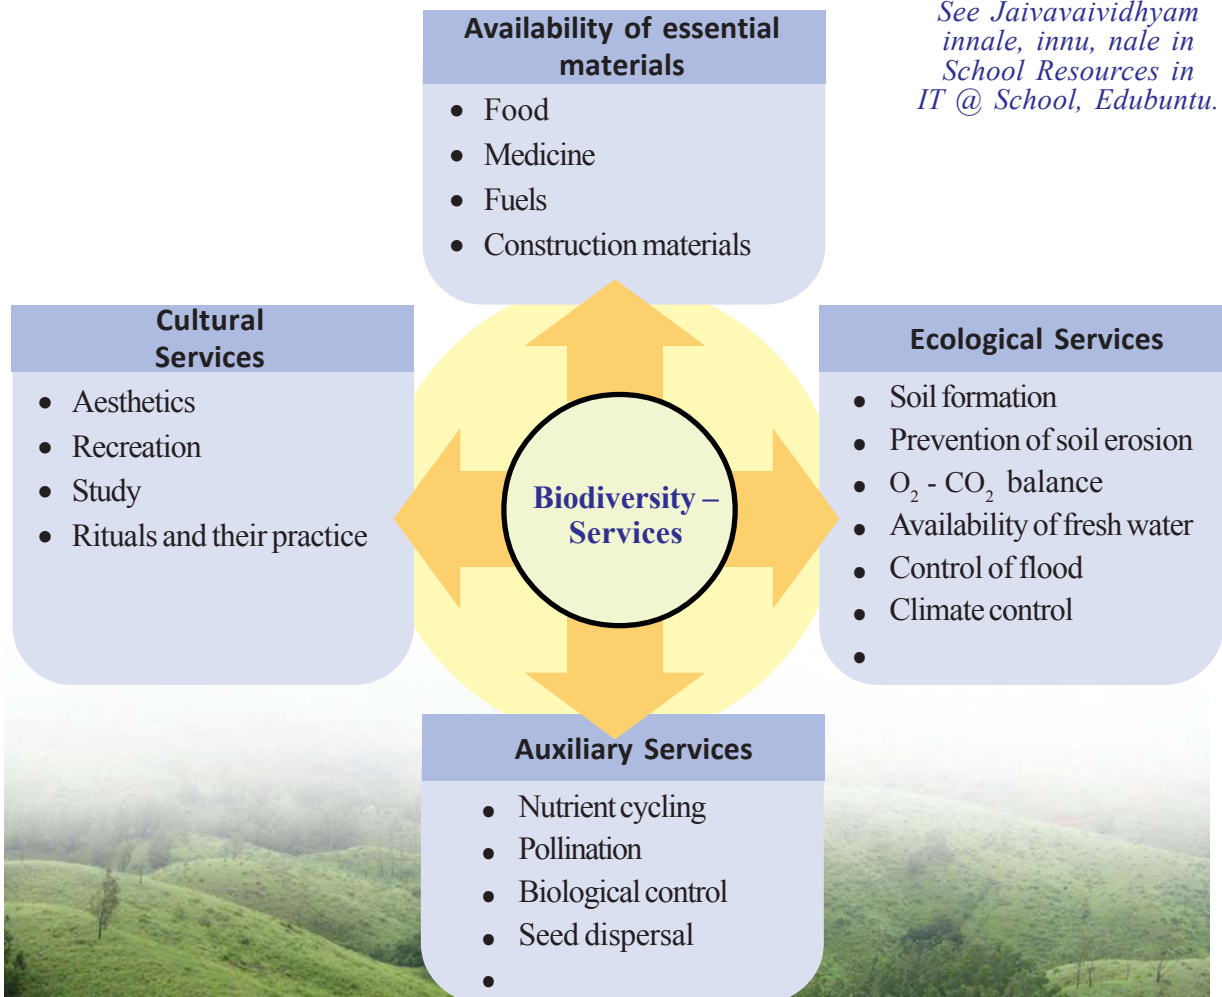 Availability of essential
materials
• Food
• Medicine
• Fuels
• Construction materials
See Jaivavaividhyam
innale, innu, nale in
School Resources in
IT @ School, Edubuntu.
Cultural
Services
• Aesthetics
• Recreation
• Study
• Rituals and their practice
Biodiversity –
Services
Ecological Services
• Soil formation
• Prevention of soil erosion
• O₂ - CO₂ balance
• Availability of fresh water
• Control of flood
• Climate control
•
Auxiliary Services
• Nutrient cycling
• Pollination
• Biological control
• Seed dispersal
•